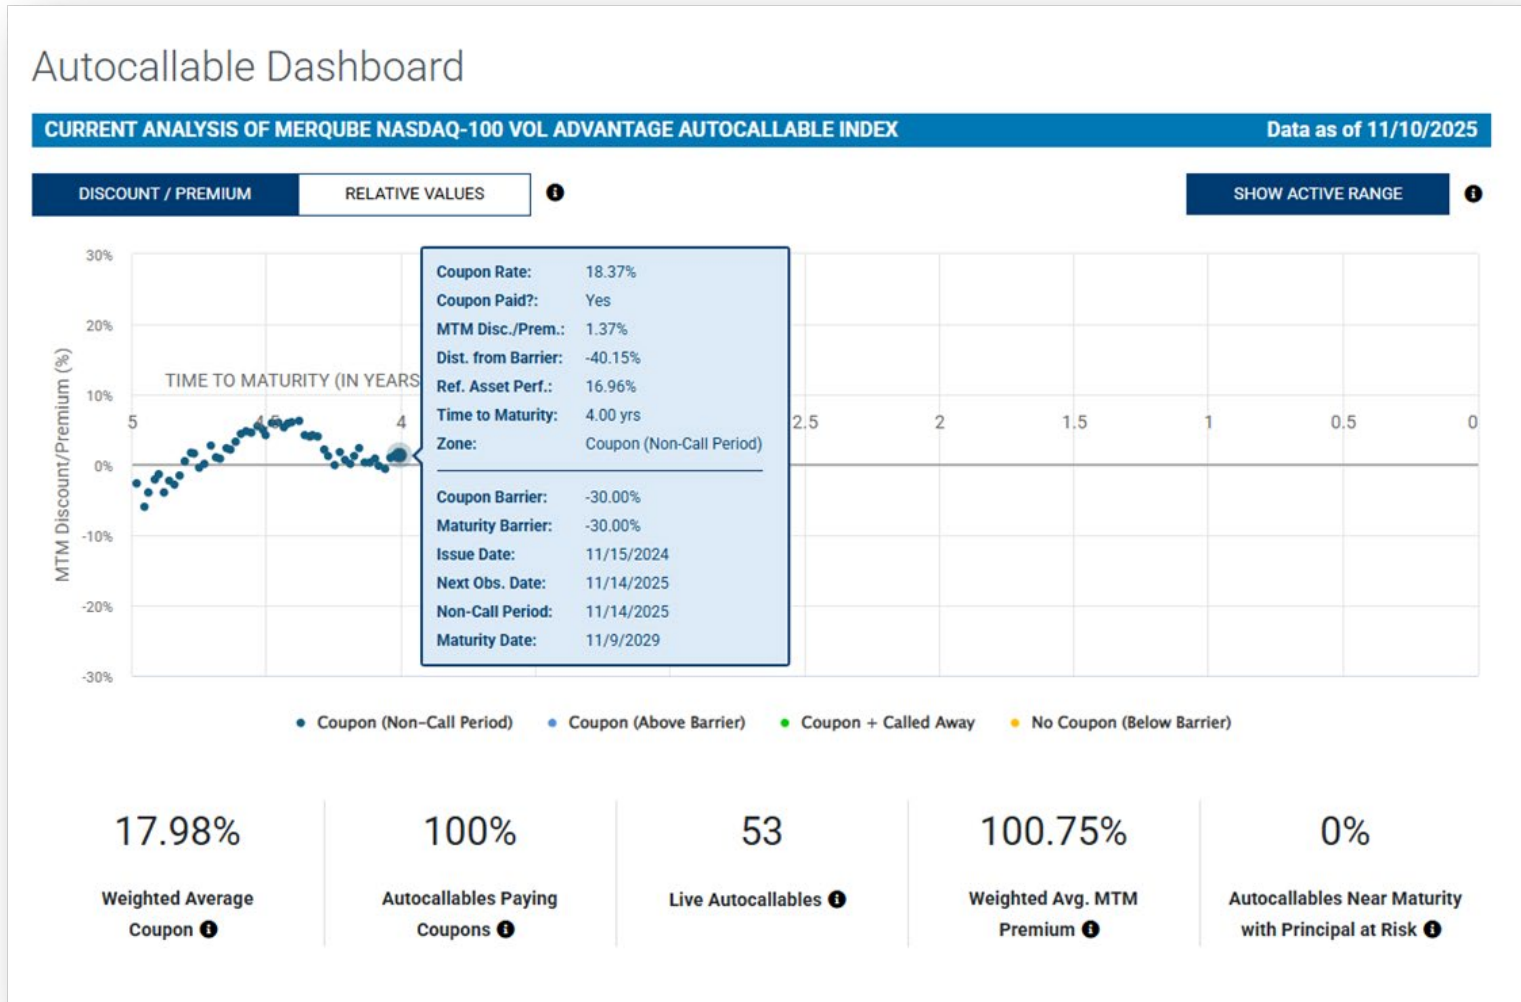 Autocallable Dashboard
CURRENT ANALYSIS OF MERQUBE NASDAQ-100 VOL ADVANTAGE AUTOCALLABLE INDEX
Data as of 11/10/2025
DISCOUNT / PREMIUM
RELATIVE VALUES
SHOW ACTIVE RANGE
MTM Discount/Premium (%)
30%
20%
10%
0%
-10%
-20%
-30%
TIME TO MATURITY (IN YEARS
5
4.5
4
2.5
2
1.5
1
0.5
0
Coupon Rate: 18.37%
Coupon Paid?: Yes
MTM Disc./Prem.: 1.37%
Dist. from Barrier: -40.15%
Ref. Asset Perf.: 16.96%
Time to Maturity: 4.00 yrs
Zone: Coupon (Non-Call Period)
Coupon Barrier: -30.00%
Maturity Barrier: -30.00%
Issue Date: 11/15/2024
Next Obs. Date: 11/14/2025
Non-Call Period: 11/14/2025
Maturity Date: 11/9/2029
Coupon (Non-Call Period)
Coupon (Above Barrier)
Coupon + Called Away
No Coupon (Below Barrier)
17.98%
Weighted Average
Coupon
100%
Autocallables Paying
Coupons
53
Live Autocallables
100.75%
Weighted Avg. MTM
Premium
0%
Autocallables Near Maturity
with Principal at Risk